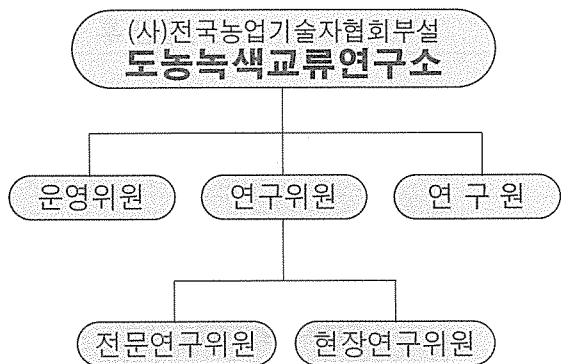 (사)전국농업기술자협회부설
도농녹색교류연구소
운영위원 연구위원 연 구 원
전문연구위원 현장연구위원